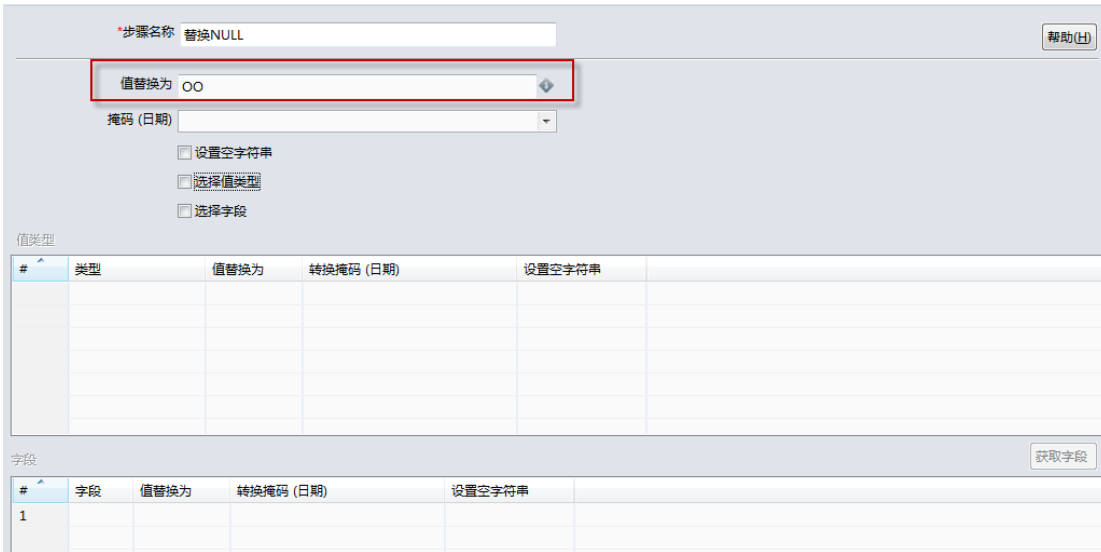 *步骤名称 替换NULL 帮助(H)
值替换为 OO
掩码 (日期)
设置空字符串
选择值类型
选择字段
值类型
# 类型 值替换为 转换掩码 (日期) 设置空字符串
字段 获取字段
# 字段 值替换为 转换掩码 (日期) 设置空字符串
1